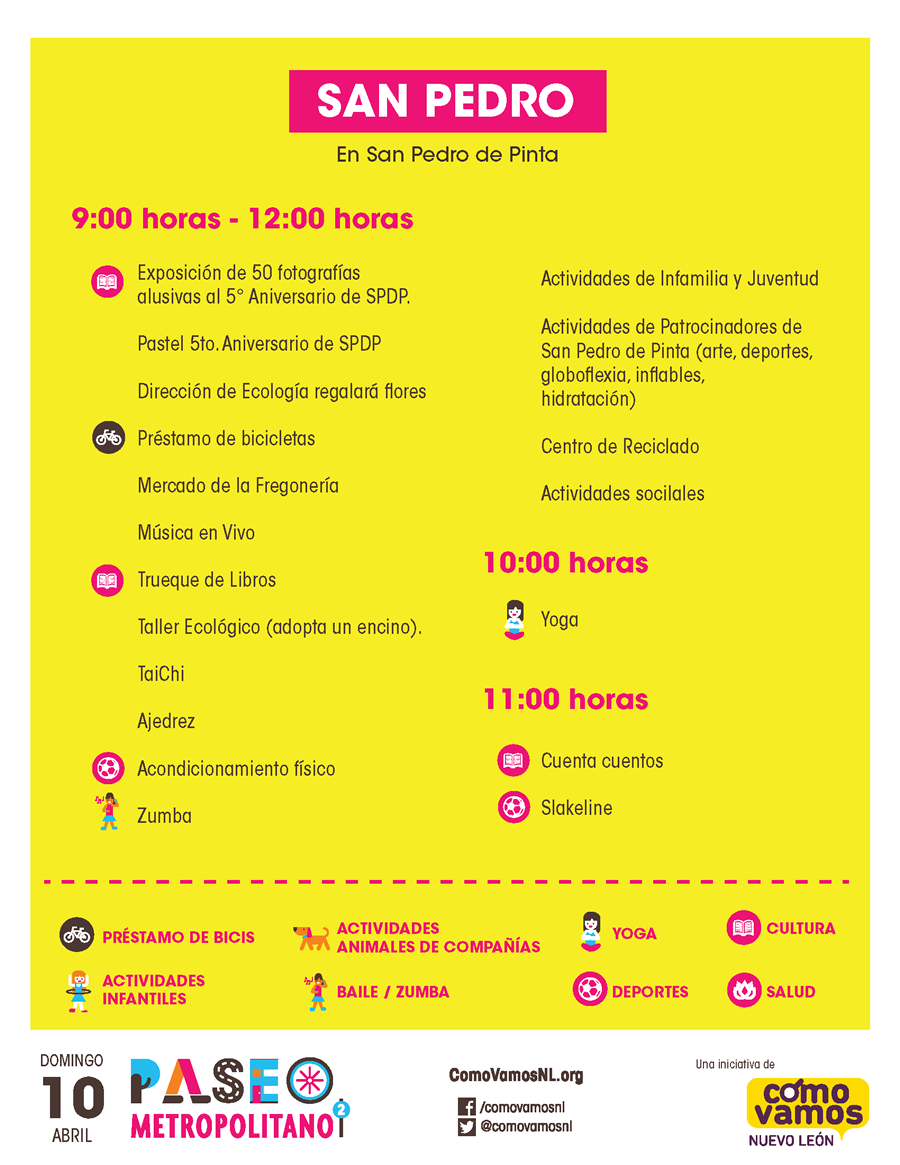 SAN PEDRO
En San Pedro de Pinta
9:00 horas - 12:00 horas
Exposición de 50 fotografías
alusivas al 5° Aniversario de SPDP.
Pastel 5to. Aniversario de SPDP
Dirección de Ecología regalará flores
Préstamo de bicicletas
Mercado de la Fregonería
Música en Vivo
Trueque de Libros
Taller Ecológico (adopta un encino).
TaiChi
Ajedrez
Acondicionamiento físico
Zumba
Actividades de Infamilia y Juventud
Actividades de Patrocinadores de
San Pedro de Pinta (arte, deportes,
globoflexia, inflables,
hidratación)
Centro de Reciclado
Actividades socilales
10:00 horas
Yoga
11:00 horas
Cuenta cuentos
Slakeline
PRÉSTAMO DE BICIS
ACTIVIDADES
ANIMALES DE COMPAÑÍAS
YOGA
CULTURA
ACTIVIDADES
INFANTILES
BAILE / ZUMBA
DEPORTES
SALUD
DOMINGO
10
ABRIL
PASEO
METROPOLITANO 2
ComoVamosNL.org
/comovamosnl
@comovamosnl
Una iniciativa de
cómo
vamos
NUEVO LEÓN